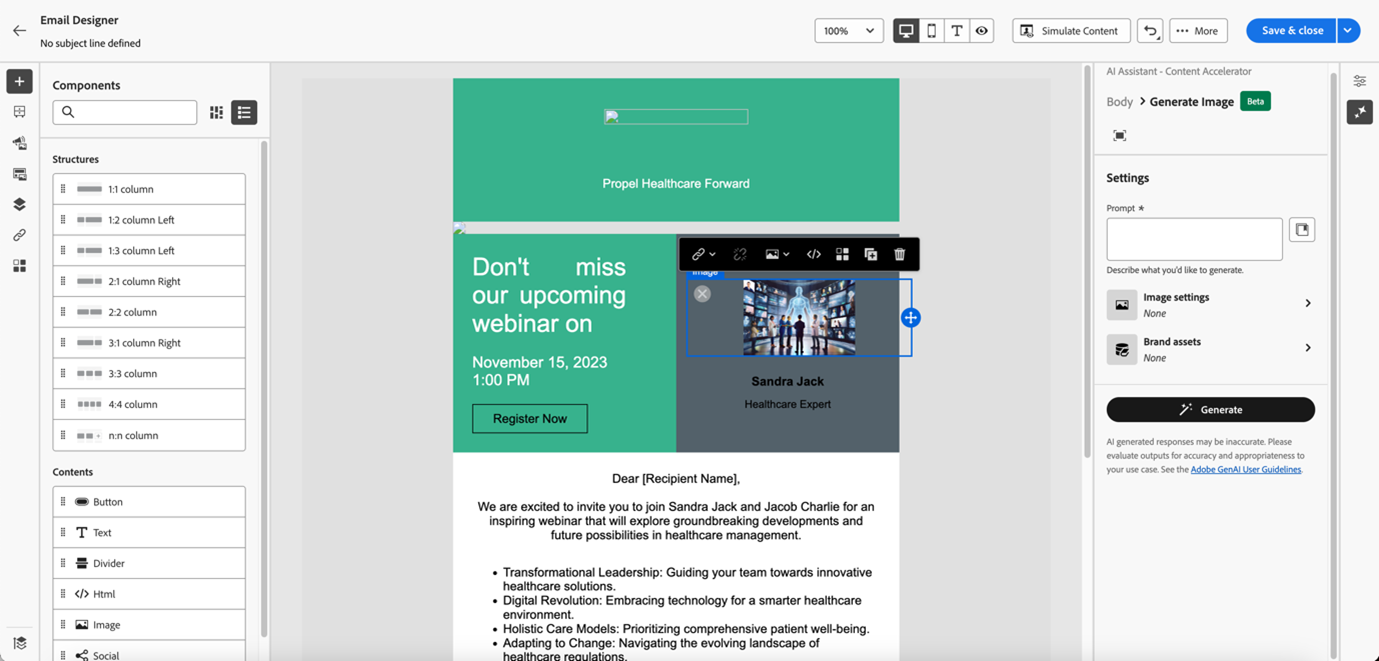 Email Designer
No subject line defined
100%
Simulate Content
More
Save & close
Components
Structures
1:1 column
1:2 column Left
1:3 column Left
2:1 column Right
2:2 column
3:1 column Right
3:3 column
4:4 column
n:n column
Contents
Button
Text
Divider
Html
Image
Social
Propel Healthcare Forward
Don't miss
our upcoming
webinar on
November 15, 2023
1:00 PM
Register Now
Image
Sandra Jack
Healthcare Expert
Dear [Recipient Name],
We are excited to invite you to join Sandra Jack and Jacob Charlie for an
inspiring webinar that will explore groundbreaking developments and
future possibilities in healthcare management.
• Transformational Leadership: Guiding your team towards innovative
healthcare solutions.
• Digital Revolution: Embracing technology for a smarter healthcare
environment.
• Holistic Care Models: Prioritizing comprehensive patient well-being.
• Adapting to Change: Navigating the evolving landscape of
healthcare regulations.
AI Assistant - Content Accelerator
Body > Generate Image Beta
Settings
Prompt *
Describe what you'd like to generate.
Image settings
None
Brand assets
None
Generate
AI generated responses may be inaccurate. Please
evaluate outputs for accuracy and appropriateness to
your use case. See the Adobe GenAI User Guidelines.